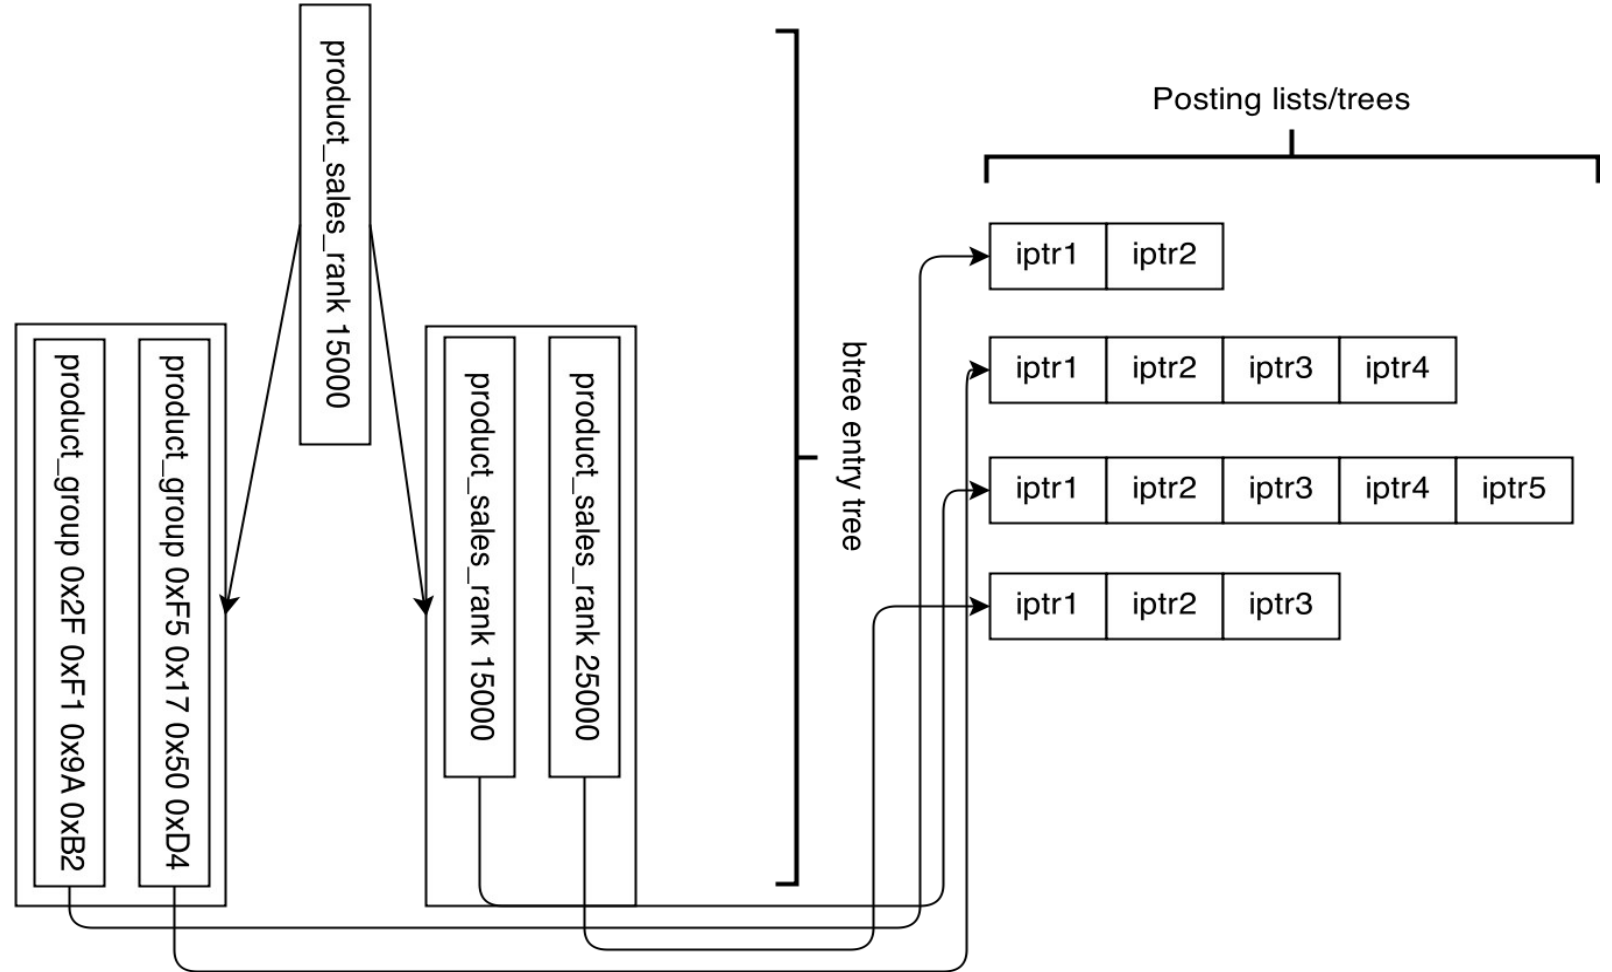 product_sales_rank 15000
product_group 0x2F 0xF1 0x9A 0xB2
product_group 0xF5 0x17 0x50 0xD4
product_sales_rank 15000
product_sales_rank 25000
btree entry tree
Posting lists/trees
iptr1 iptr2
iptr1 iptr2 iptr3 iptr4
iptr1 iptr2 iptr3 iptr4 iptr5
iptr1 iptr2 iptr3